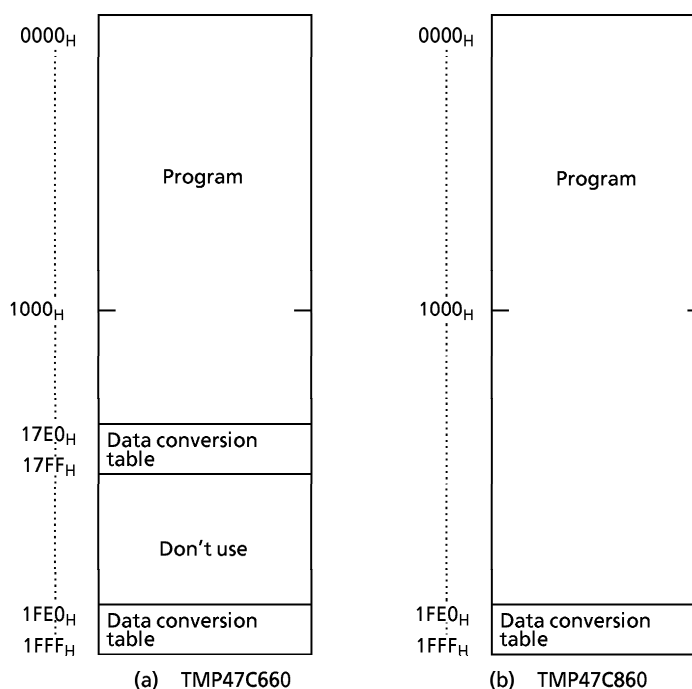 0000H
Program
1000H
17E0H
Data conversion
table
17FFH
Don't use
1FE0H
Data conversion
table
1FFFH
(a) TMP47C660
0000H
Program
1000H
1FE0H
Data conversion
table
1FFFH
(b) TMP47C860